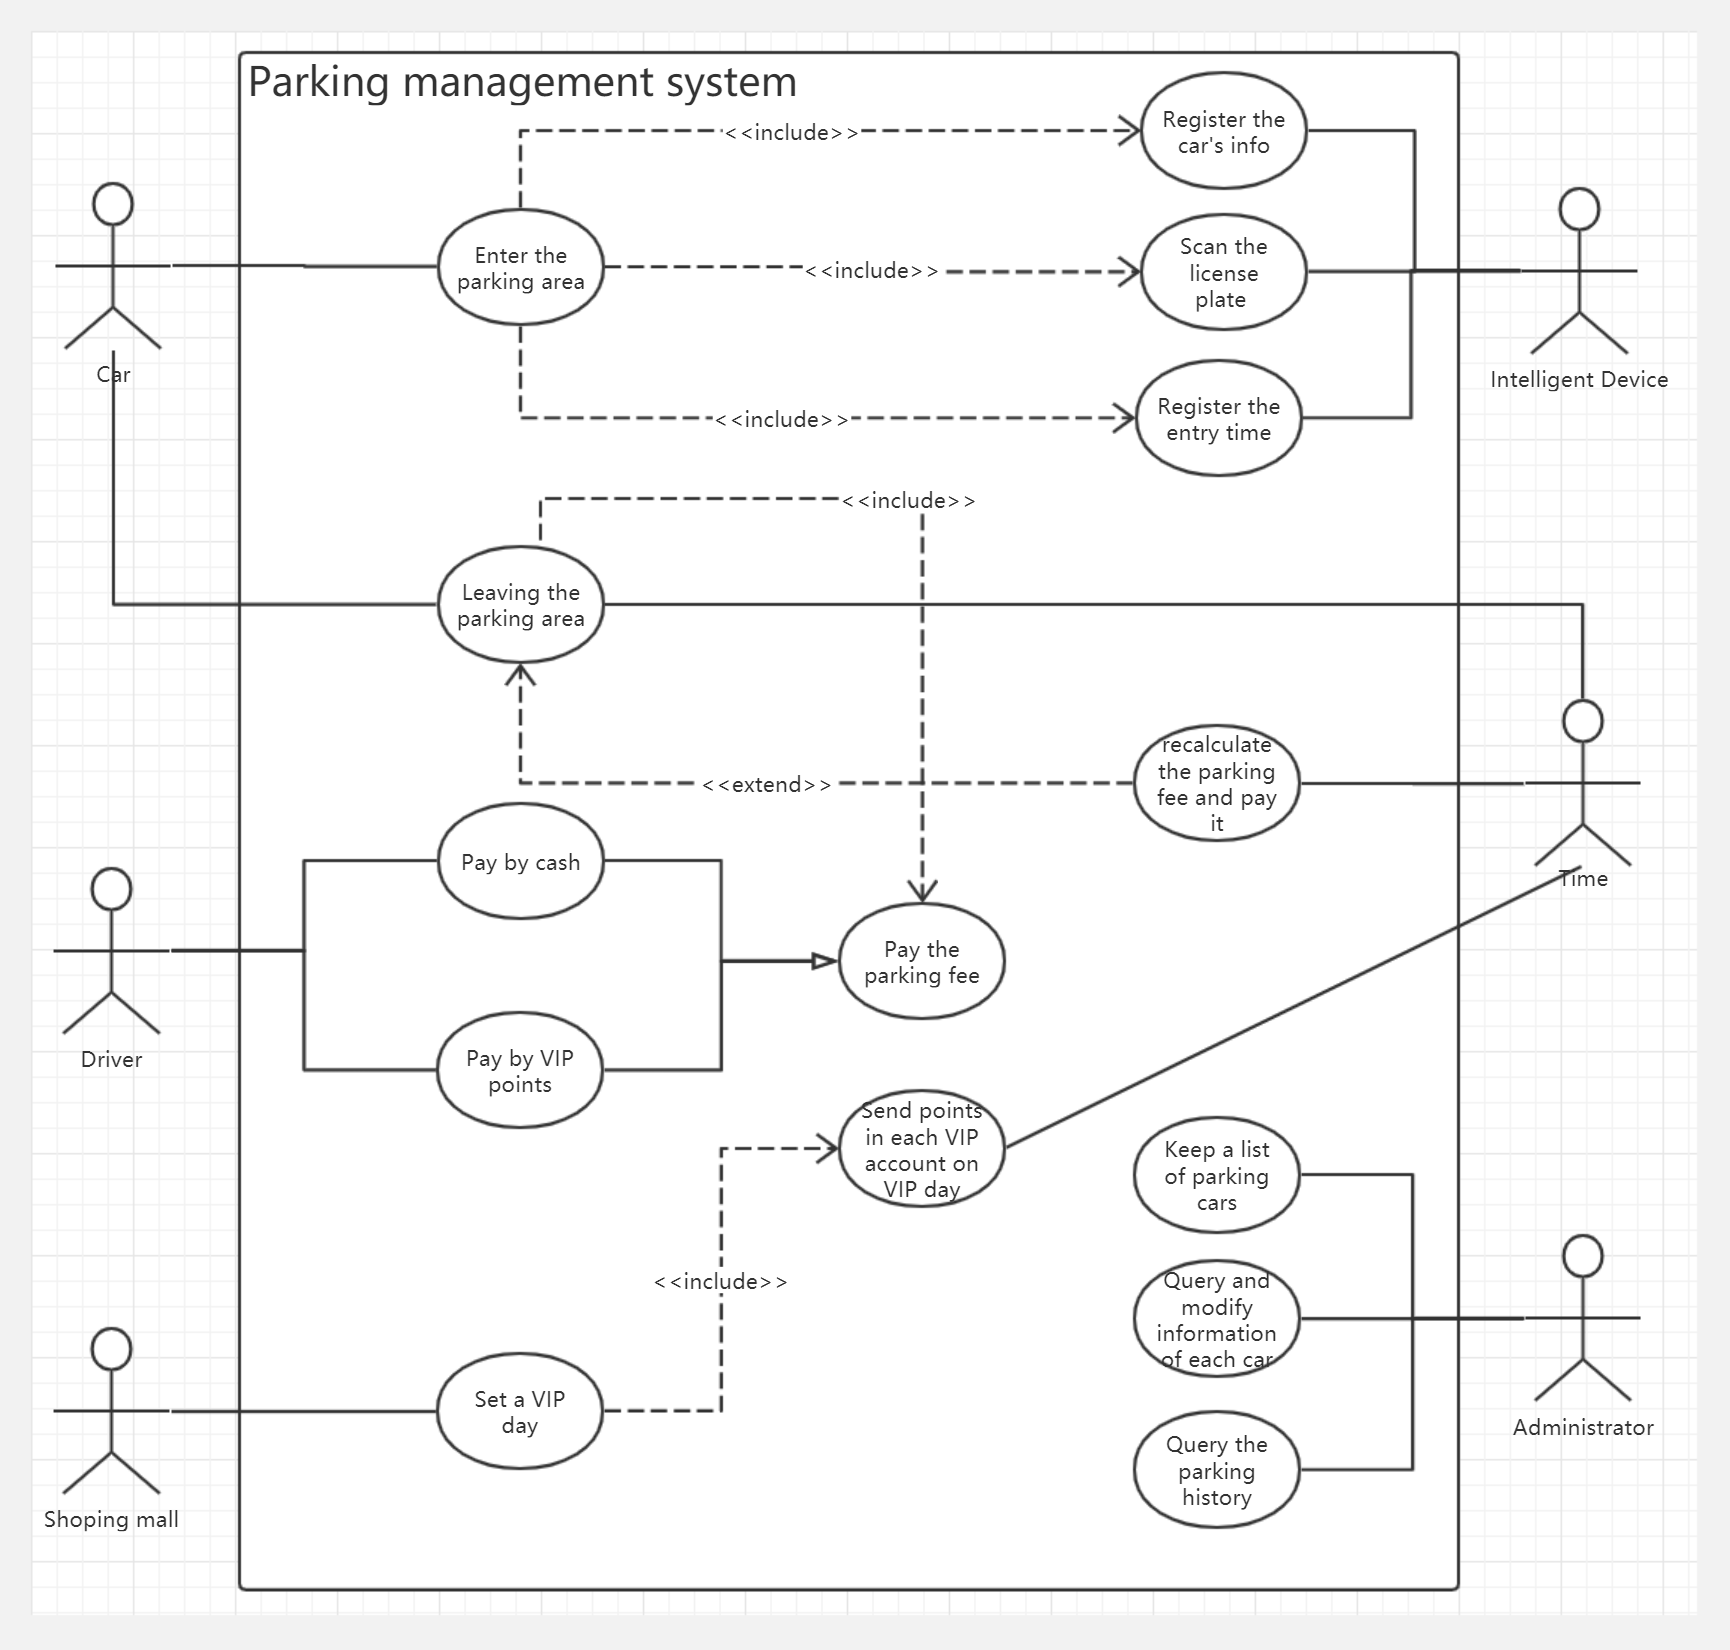 Parking management system
<<include>>
Register the
car's info
Enter the
parking area
<<include>>
Scan the
license
plate
Car
Intelligent Device
<<include>>
Register the
entry time
<<include>>
Leaving the
parking area
<<extend>>
recalculate
the parking
fee and pay
it
Time
Pay by cash
Pay the
parking fee
Driver
Pay by VIP
points
Send points
in each VIP
account on
VIP day
Keep a list
of parking
cars
<<include>>
Query and
modify
information
of each car
Set a VIP
day
Administrator
Query the
parking
history
Shoping mall